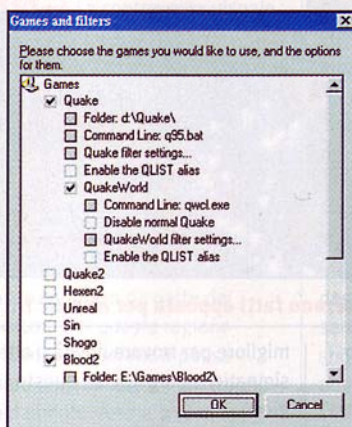 Games and filters
Please choose the games you would like to use, and the options
for them.
Games
Quake
Folder: d:\Quake\
Command Line: q95.bat
Quake filter settings...
Enable the QLIST alias
QuakeWorld
Command Line: qwcl.exe
Disable normal Quake
QuakeWorld filter settings...
Enable the QLIST alias
Quake2
Hexen2
Unreal
Sin
Shogo
Blood2
Folder: E:\Games\Blood2\
OK
Cancel